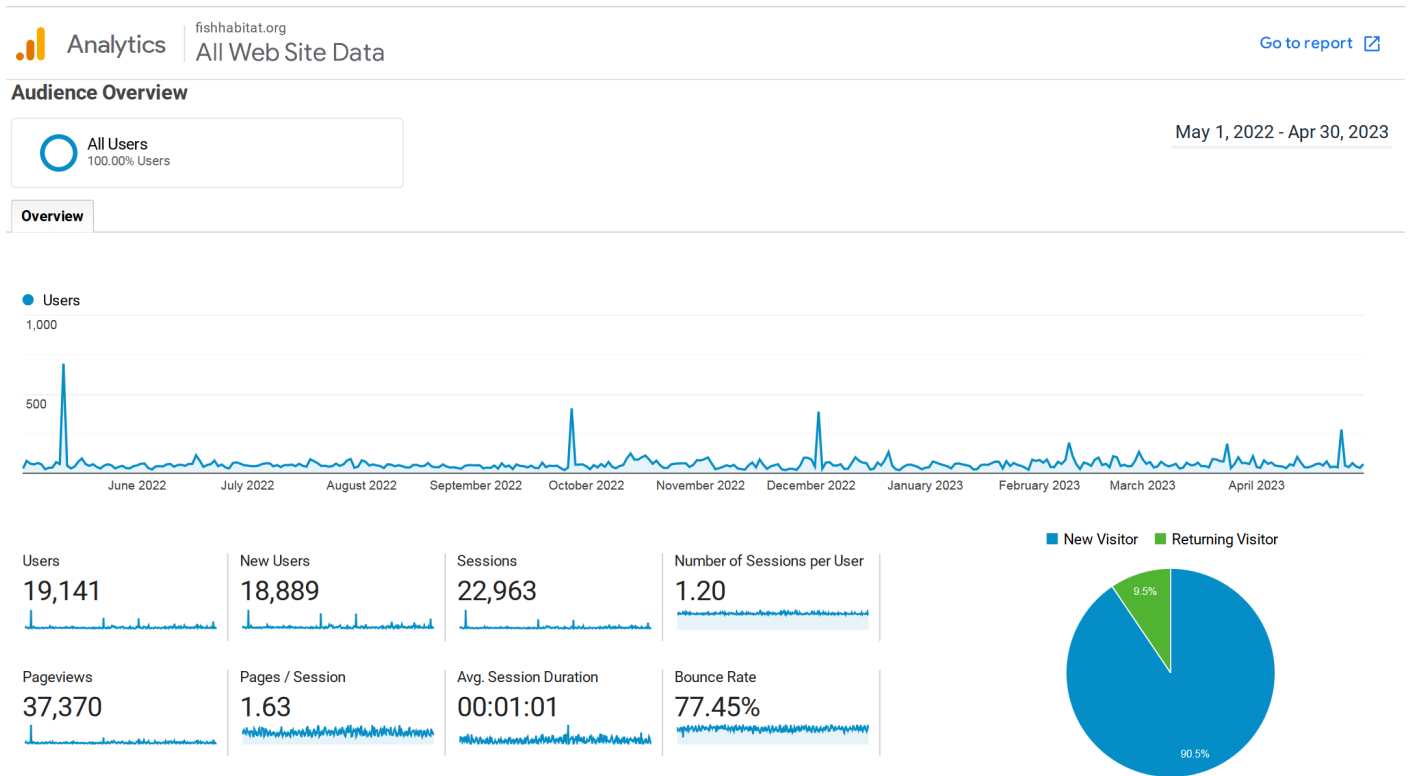 Analytics
fishhabitat.org
All Web Site Data
Go to report
Audience Overview
All Users
100.00% Users
May 1, 2022 - Apr 30, 2023
Overview
Users
1,000
500
June 2022 July 2022 August 2022 September 2022 October 2022 November 2022 December 2022 January 2023 February 2023 March 2023 April 2023
Users
19,141
New Users
18,889
Sessions
22,963
Number of Sessions per User
1.20
Pageviews
37,370
Pages / Session
1.63
Avg. Session Duration
00:01:01
Bounce Rate
77.45%
New Visitor Returning Visitor
9.5%
90.5%